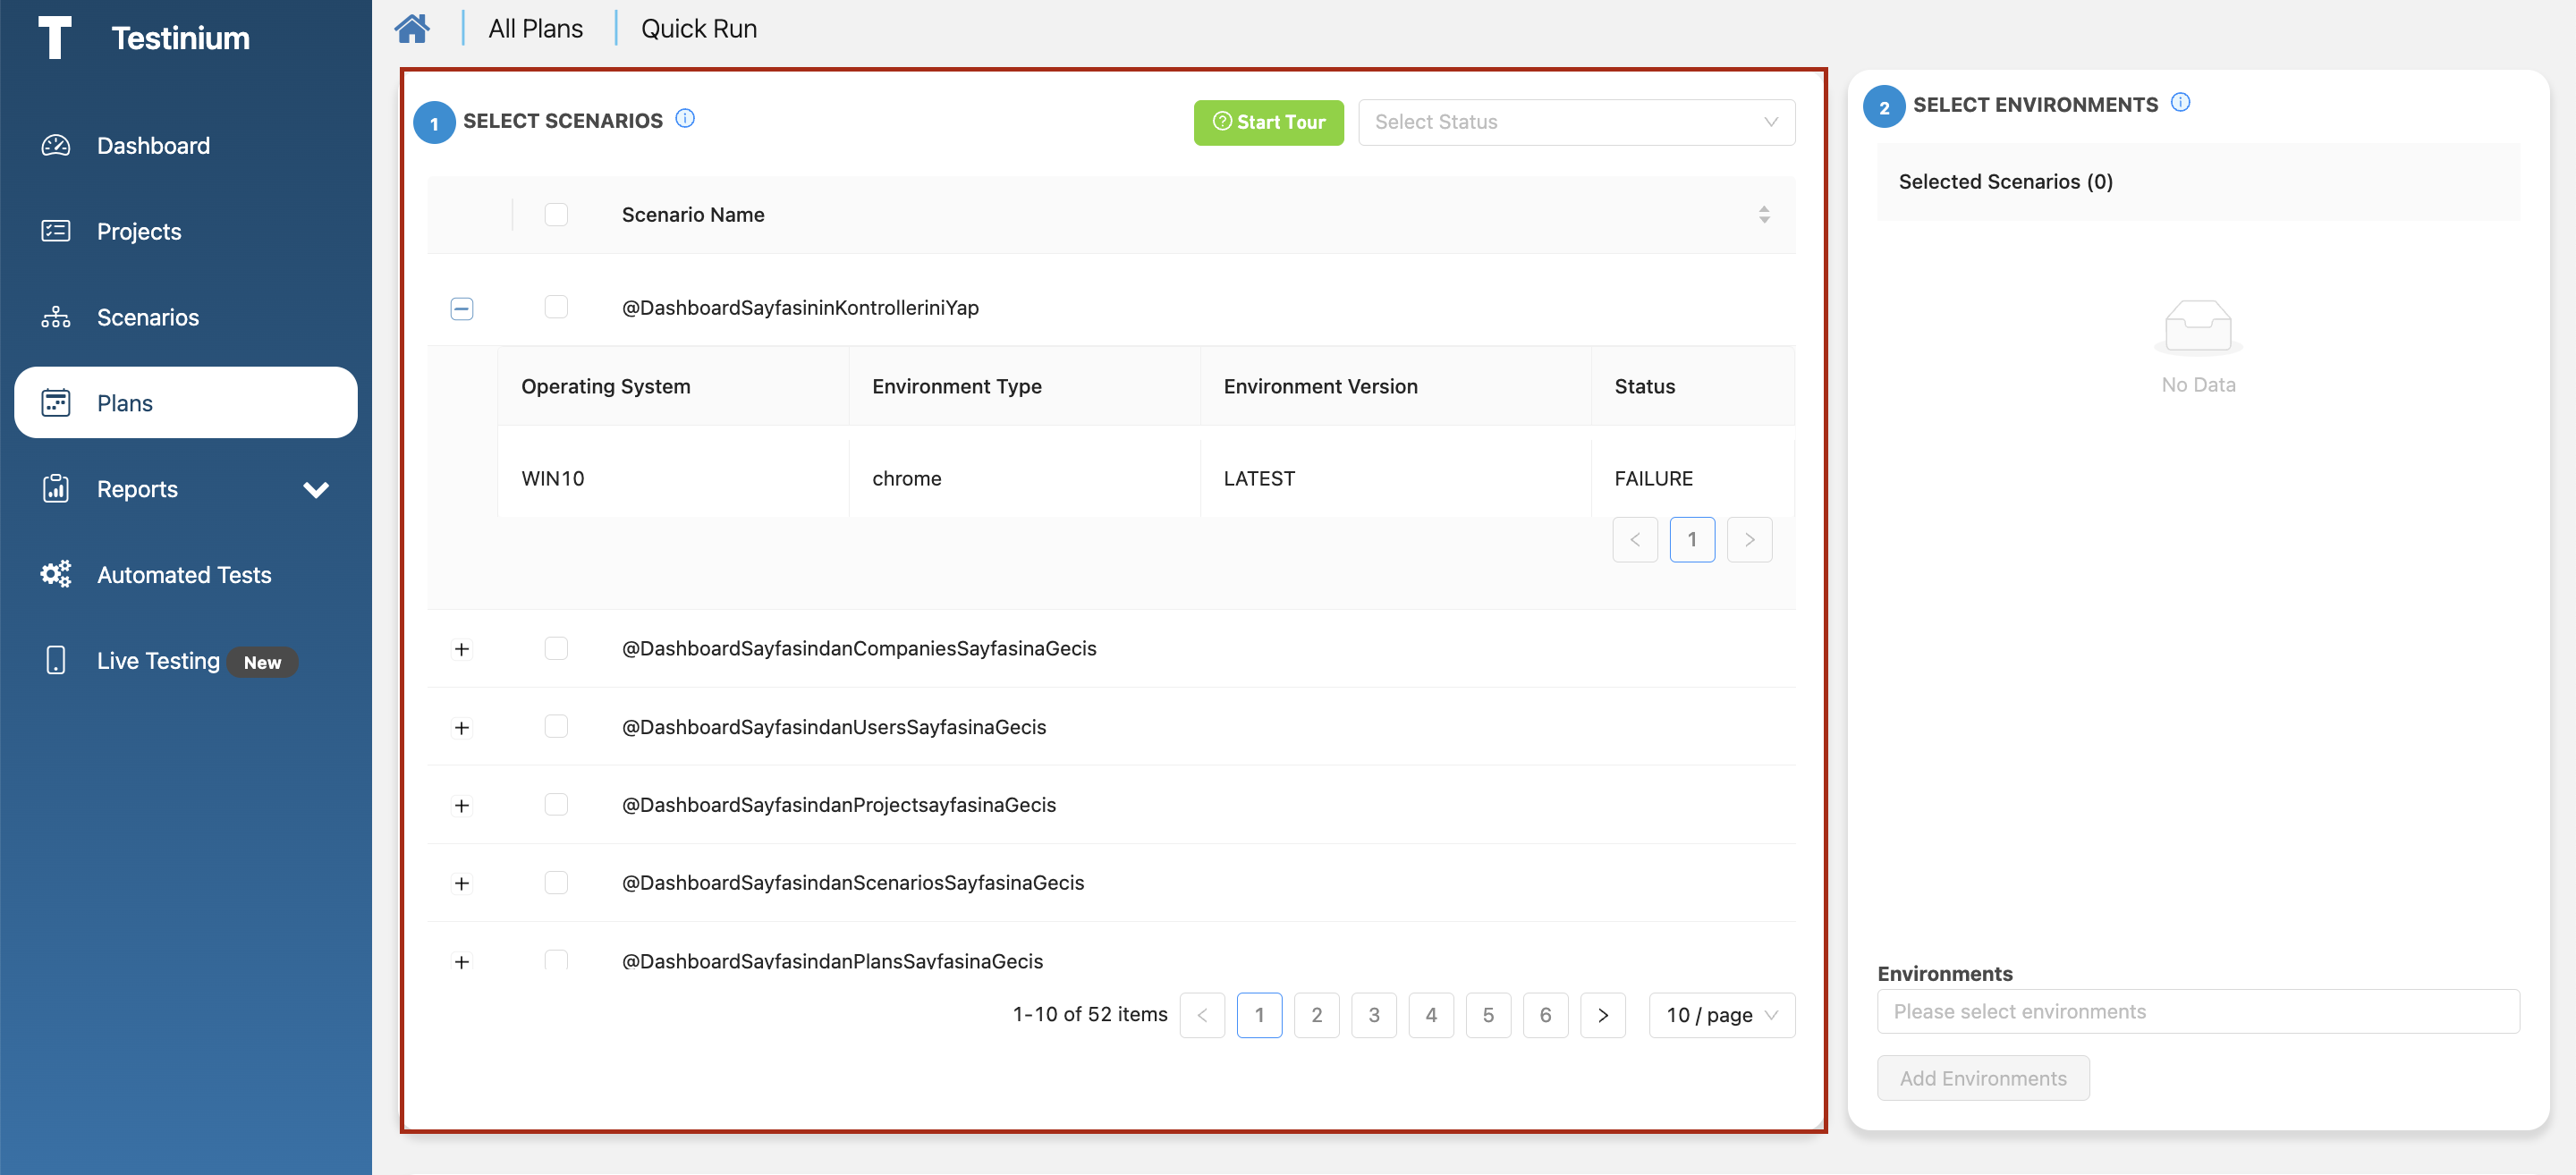 Testinium
Dashboard
Projects
Scenarios
Plans
Reports
Automated Tests
Live Testing New
All Plans
Quick Run
1 SELECT SCENARIOS
Start Tour
Select Status
Scenario Name
@DashboardSayfasininKontrolleriniYap
Operating System Environment Type Environment Version Status
WIN10 chrome LATEST FAILURE
1
@DashboardSayfasindanCompaniesSayfasinaGecis
@DashboardSayfasindanUsersSayfasinaGecis
@DashboardSayfasindanProjectsayfasinaGecis
@DashboardSayfasindanScenariosSayfasinaGecis
@DashboardSayfasindanPlansSayfasinaGecis
1-10 of 52 items < 1 2 3 4 5 6 > 10 / page
2 SELECT ENVIRONMENTS
Selected Scenarios (0)
No Data
Environments
Please select environments
Add Environments